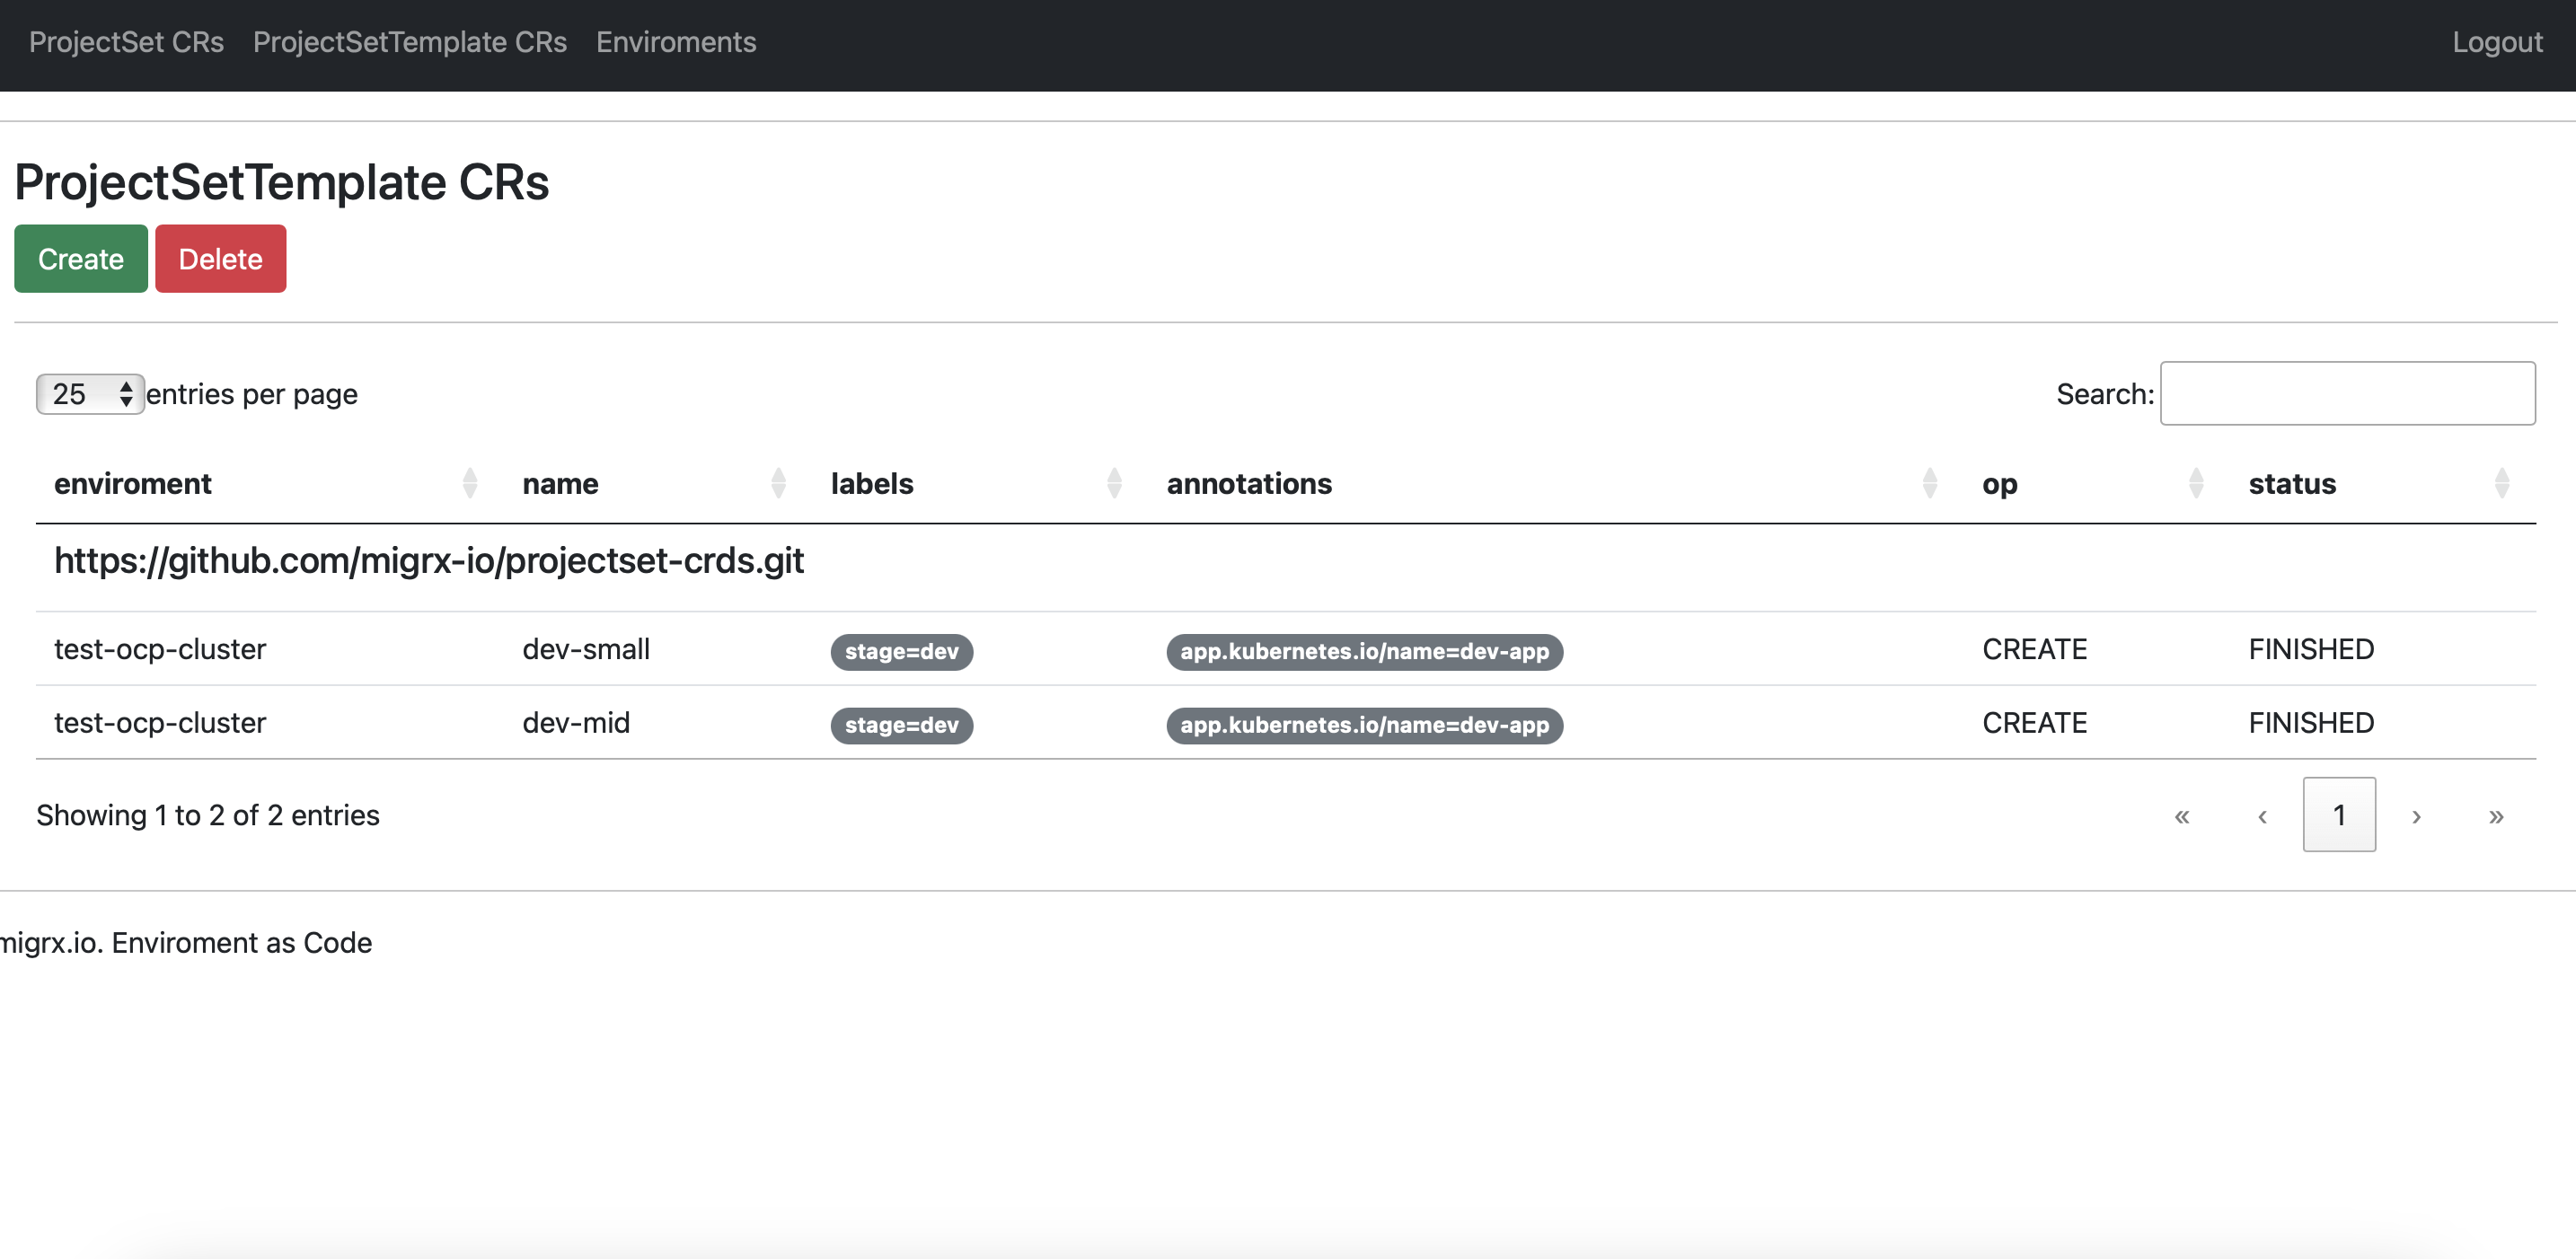 ProjectSet CRs ProjectSetTemplate CRs Enviroments Logout
ProjectSetTemplate CRs
Create Delete
25 entries per page Search:
enviroment name labels annotations op status
https://github.com/migrx-io/projectset-crds.git
test-ocp-cluster dev-small stage=dev app.kubernetes.io/name=dev-app CREATE FINISHED
test-ocp-cluster dev-mid stage=dev app.kubernetes.io/name=dev-app CREATE FINISHED
Showing 1 to 2 of 2 entries « ‹ 1 › »
migrx.io. Enviroment as Code